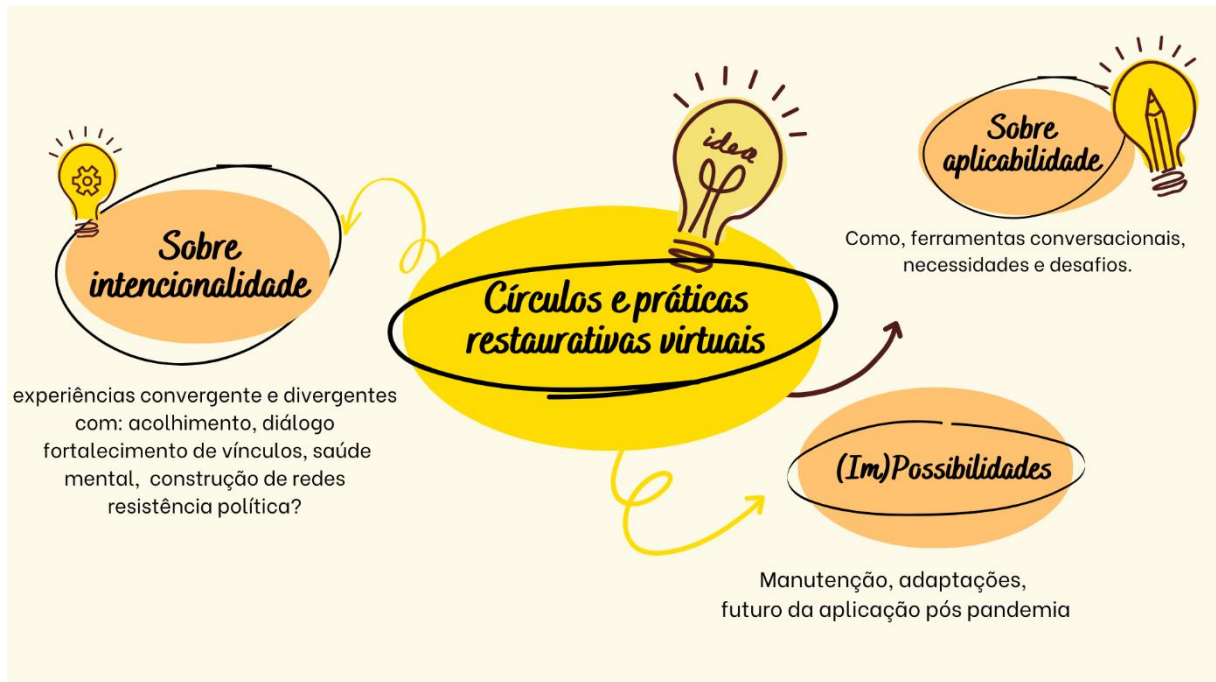 idea
Círculos e práticas
restaurativas virtuais
Sobre
intencionalidade
experiências convergente e divergentes
com: acolhimento, diálogo
fortalecimento de vínculos, saúde
mental, construção de redes
resistência política?
Sobre
aplicabilidade
Como, ferramentas conversacionais,
necessidades e desafios.
(Im)Possibilidades
Manutenção, adaptações,
futuro da aplicação pós pandemia